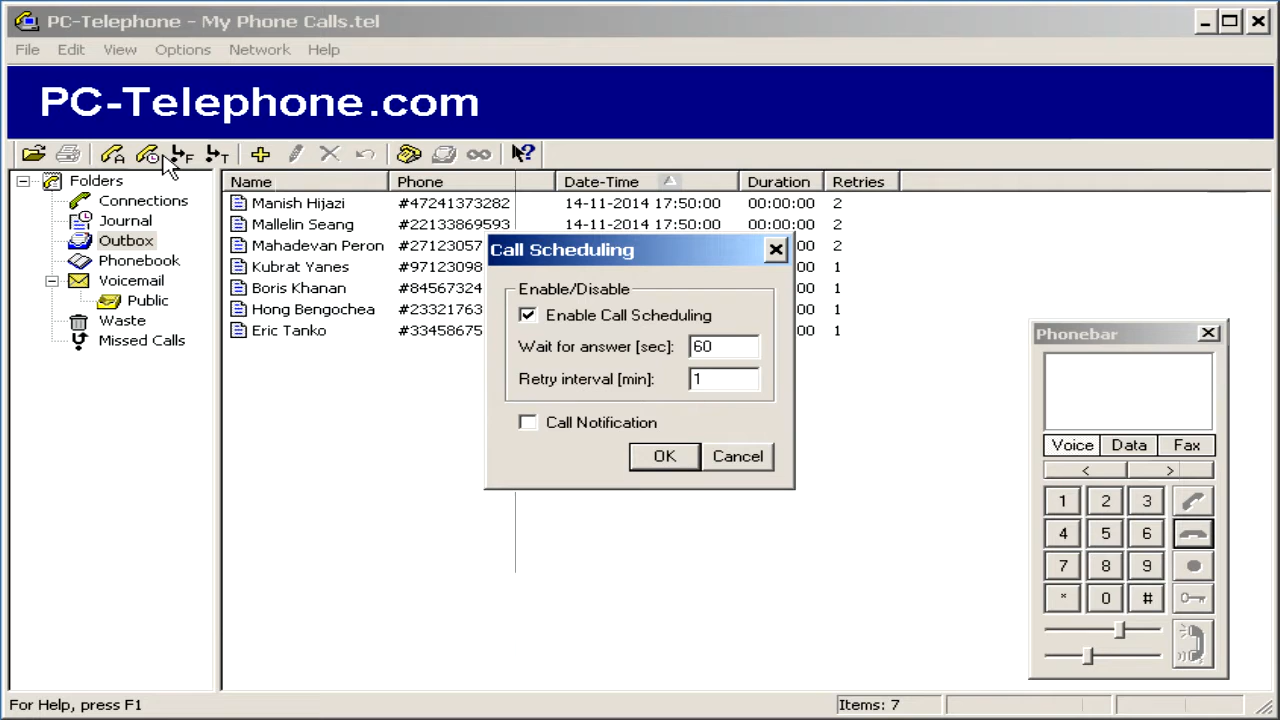 PC-Telephone - My Phone Calls.tel
File Edit View Options Network Help
PC-Telephone.com
Folders
Connections
Journal
Outbox
Phonebook
Voicemail
Public
Waste
Missed Calls
Name Phone Date-Time Duration Retries
Manish Hijazi #47241373282 14-11-2014 17:50:00 00:00:00 2
Mallelin Seang #22133869593 14-11-2014 17:50:00 00:00:00 2
Mahadevan Peron #27123057 00 2
Kubrat Yanes #97123098 00 1
Boris Khanan #84567324 00 1
Hong Bengochea #23321763 00 1
Eric Tanko #33458675 00 1
Call Scheduling
Enable/Disable
Enable Call Scheduling
Wait for answer [sec]: 60
Retry interval [min]: 1
Call Notification
OK Cancel
Phonebar
Voice Data Fax
< >
1 2 3
4 5 6
7 8 9
* 0 #
For Help, press F1
Items: 7